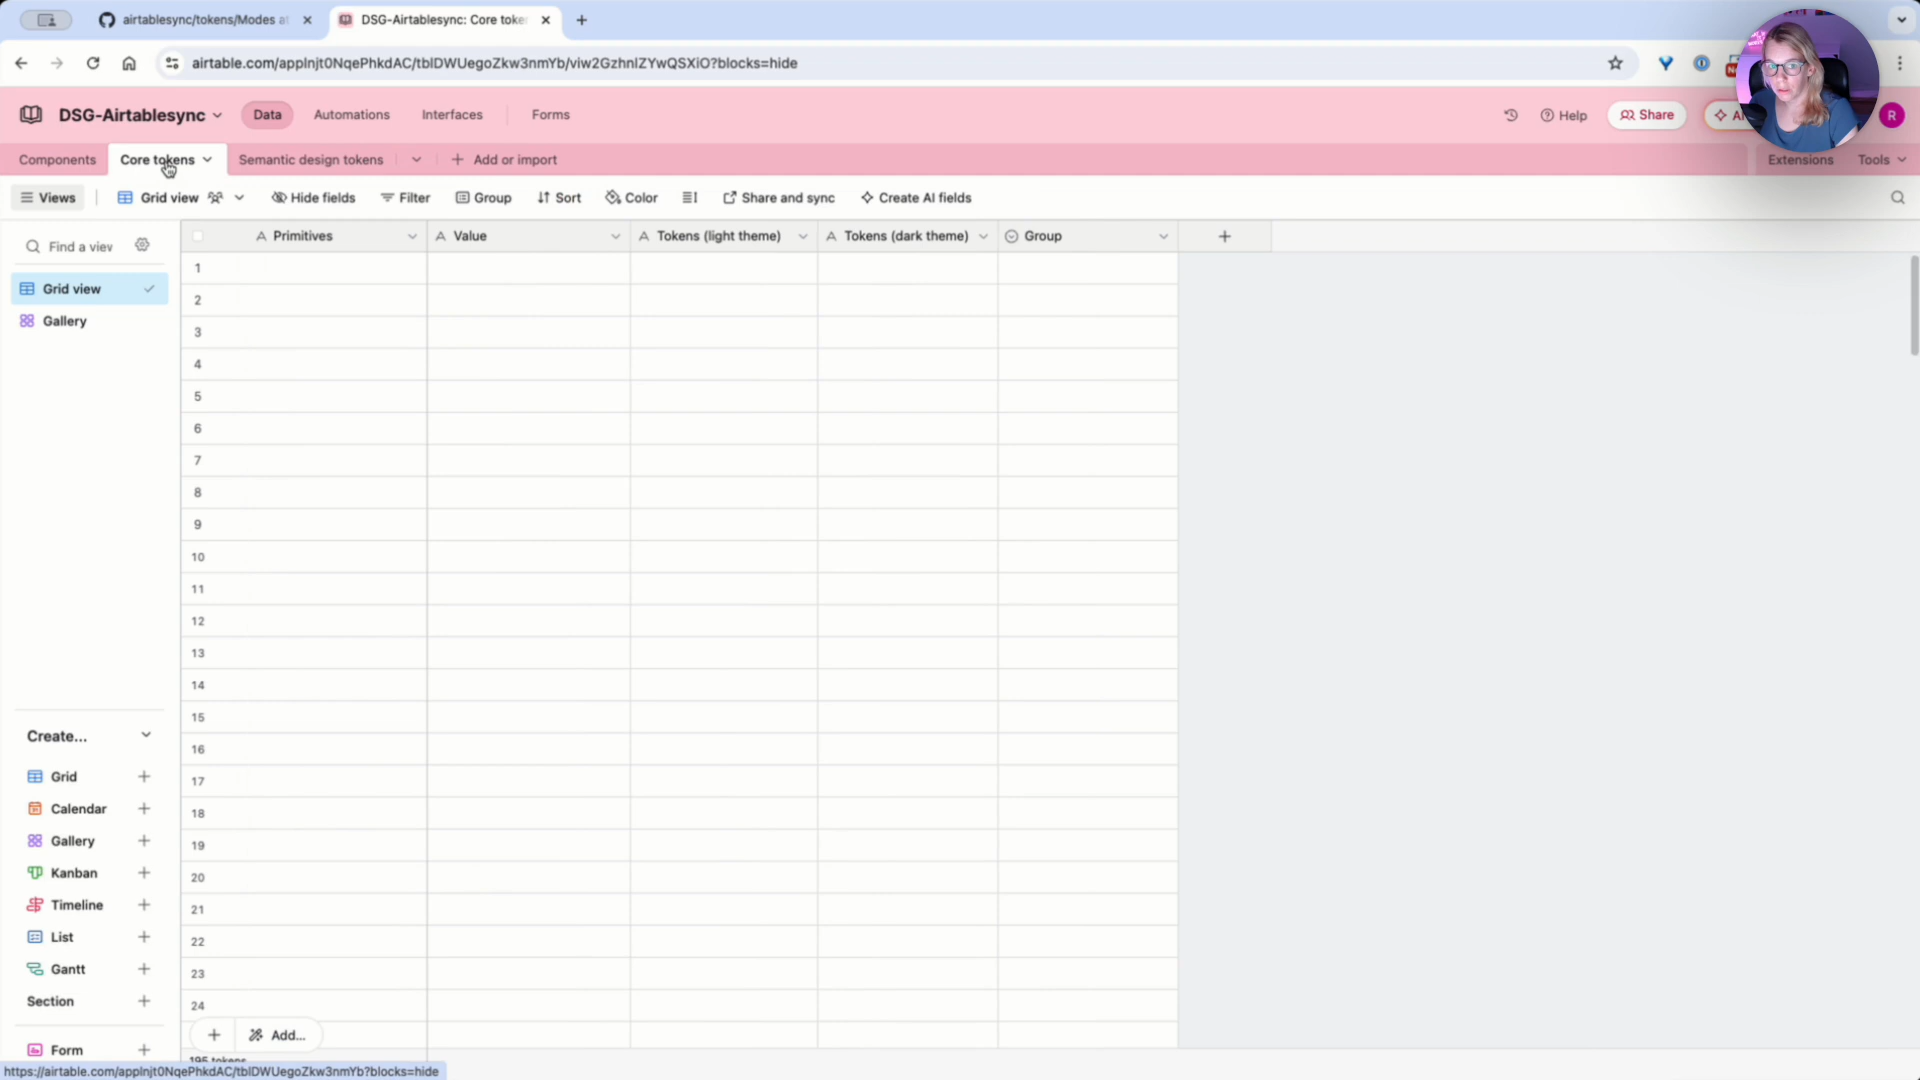 airtablesync/tokens/Modes at
DSG-Airtablesync: Core token
airtable.com/applnjt0NqePhkdAC/tblDWUegoZkw3nmYb/viw2GzhnlZYwQSXiO?blocks=hide
DSG-Airtablesync
Data
Automations
Interfaces
Forms
Help
Share
R
Components
Core tokens
Semantic design tokens
Add or import
Extensions
Tools
Views
Grid view
Hide fields
Filter
Group
Sort
Color
Share and sync
Create AI fields
Find a view
Grid view
Gallery
Primitives
Value
Tokens (light theme)
Tokens (dark theme)
Group
1
2
3
4
5
6
7
8
9
10
11
12
13
14
15
16
17
18
19
20
21
22
23
24
Create...
Grid
Calendar
Gallery
Kanban
Timeline
List
Gantt
Section
Form
Add...
195 tokens
https://airtable.com/applnjt0NqePhkdAC/tblDWUegoZkw3nmYb?blocks=hide